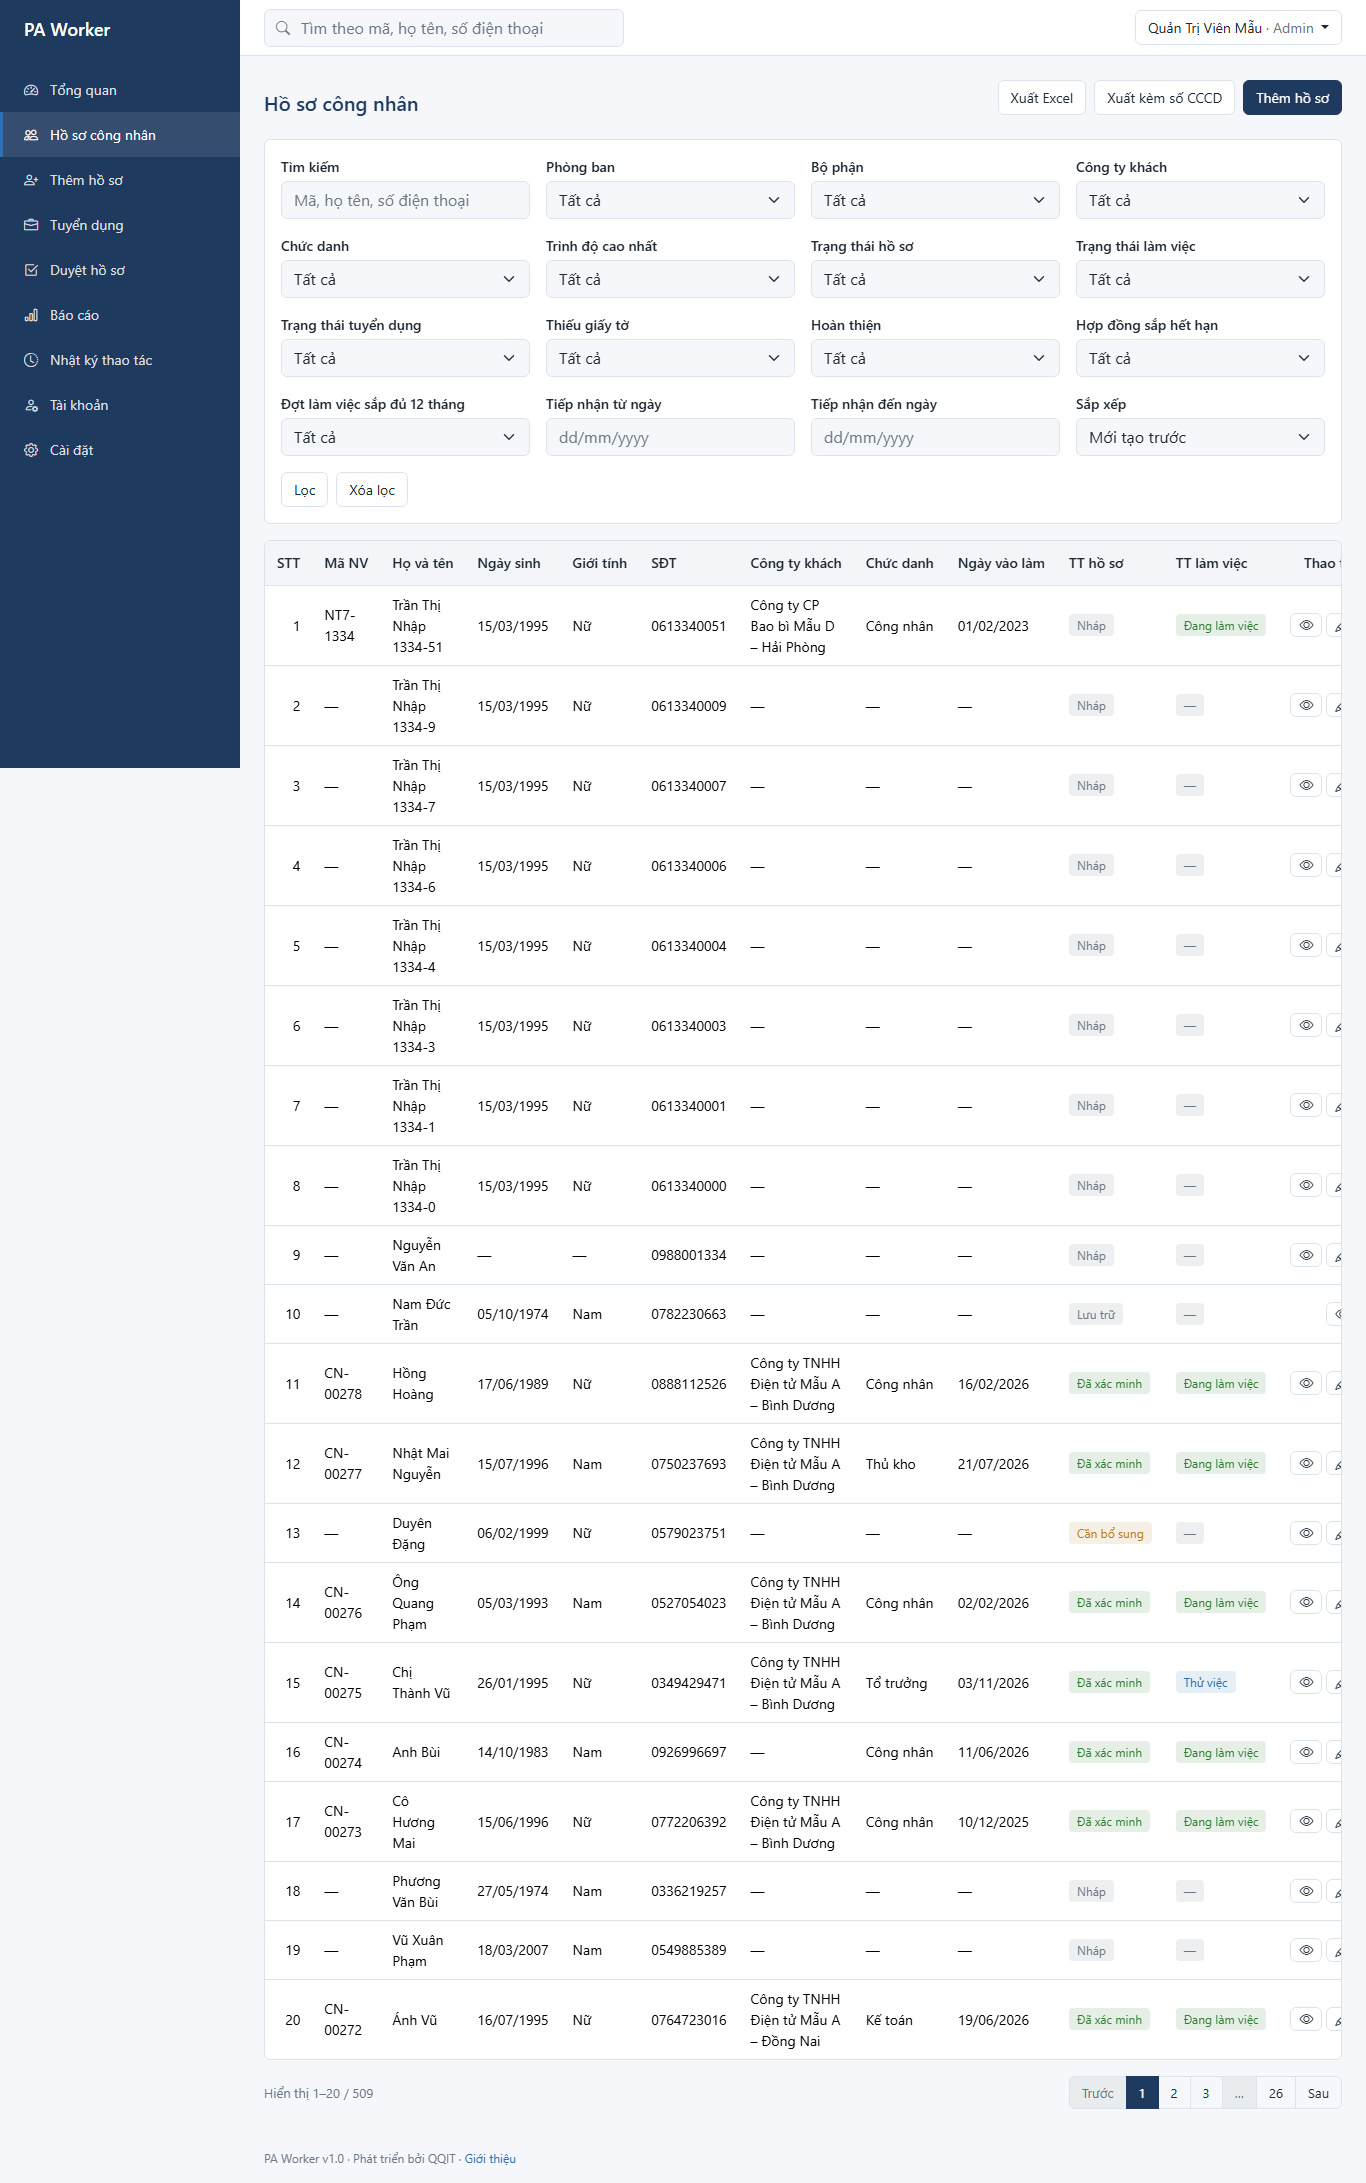 PA Worker
Tìm theo mã, họ tên, số điện thoại
Quản Trị Viên Mẫu · Admin
Tổng quan
Hồ sơ công nhân
Thêm hồ sơ
Tuyển dụng
Duyệt hồ sơ
Báo cáo
Nhật ký thao tác
Tài khoản
Cài đặt
Hồ sơ công nhân
Xuất Excel
Xuất kèm số CCCD
Thêm hồ sơ
Tìm kiếm
Phòng ban
Bộ phận
Công ty khách
Mã, họ tên, số điện thoại
Tất cả
Tất cả
Tất cả
Chức danh
Trình độ cao nhất
Trạng thái hồ sơ
Trạng thái làm việc
Tất cả
Tất cả
Tất cả
Tất cả
Trạng thái tuyển dụng
Thiếu giấy tờ
Hoàn thiện
Hợp đồng sắp hết hạn
Tất cả
Tất cả
Tất cả
Tất cả
Đợt làm việc sắp đủ 12 tháng
Tiếp nhận từ ngày
Tiếp nhận đến ngày
Sắp xếp
Tất cả
dd/mm/yyyy
dd/mm/yyyy
Mới tạo trước
Lọc
Xóa lọc
STT Mã NV Họ và tên Ngày sinh Giới tính SĐT Công ty khách Chức danh Ngày vào làm TT hồ sơ TT làm việc Thao
1 NT7-1334 Trần Thị Nhập 1334-51 15/03/1995 Nữ 0613340051 Công ty CP Bao bì Mẫu D – Hải Phòng Công nhân 01/02/2023 Nháp Đang làm việc
2 — Trần Thị Nhập 1334-9 15/03/1995 Nữ 0613340009 — — — Nháp —
3 — Trần Thị Nhập 1334-7 15/03/1995 Nữ 0613340007 — — — Nháp —
4 — Trần Thị Nhập 1334-6 15/03/1995 Nữ 0613340006 — — — Nháp —
5 — Trần Thị Nhập 1334-4 15/03/1995 Nữ 0613340004 — — — Nháp —
6 — Trần Thị Nhập 1334-3 15/03/1995 Nữ 0613340003 — — — Nháp —
7 — Trần Thị Nhập 1334-1 15/03/1995 Nữ 0613340001 — — — Nháp —
8 — Trần Thị Nhập 1334-0 15/03/1995 Nữ 0613340000 — — — Nháp —
9 — Nguyễn Văn An — — 0988001334 — — — Nháp —
10 — Nam Đức Trần 05/10/1974 Nam 0782230663 — — — Lưu trữ —
11 CN-00278 Hồng Hoàng 17/06/1989 Nữ 0888112526 Công ty TNHH Điện tử Mẫu A – Bình Dương Công nhân 16/02/2026 Đã xác minh Đang làm việc
12 CN-00277 Nhật Mai Nguyễn 15/07/1996 Nam 0750237693 Công ty TNHH Điện tử Mẫu A – Bình Dương Thủ kho 21/07/2026 Đã xác minh Đang làm việc
13 — Duyên Đặng 06/02/1999 Nữ 0579023751 — — — Cần bổ sung —
14 CN-00276 Ông Quang Phạm 05/03/1993 Nam 0527054023 Công ty TNHH Điện tử Mẫu A – Bình Dương Công nhân 02/02/2026 Đã xác minh Đang làm việc
15 CN-00275 Chị Thành Vũ 26/01/1995 Nữ 0349429471 Công ty TNHH Điện tử Mẫu A – Bình Dương Tổ trưởng 03/11/2026 Đã xác minh Thử việc
16 CN-00274 Anh Bùi 14/10/1983 Nam 0926996697 — Công nhân 11/06/2026 Đã xác minh Đang làm việc
17 CN-00273 Cô Hương Mai 15/06/1996 Nữ 0772206392 Công ty TNHH Điện tử Mẫu A – Bình Dương Công nhân 10/12/2025 Đã xác minh Đang làm việc
18 — Phương Văn Bùi 27/05/1974 Nam 0336219257 — — — Nháp —
19 — Vũ Xuân Phạm 18/03/2007 Nam 0549885389 — — — Nháp —
20 CN-00272 Ánh Vũ 16/07/1995 Nữ 0764723016 Công ty TNHH Điện tử Mẫu A – Đồng Nai Kế toán 19/06/2026 Đã xác minh Đang làm việc
Hiển thị 1–20 / 509
Trước 1 2 3 ... 26 Sau
PA Worker v1.0 · Phát triển bởi QQIT · Giới thiệu